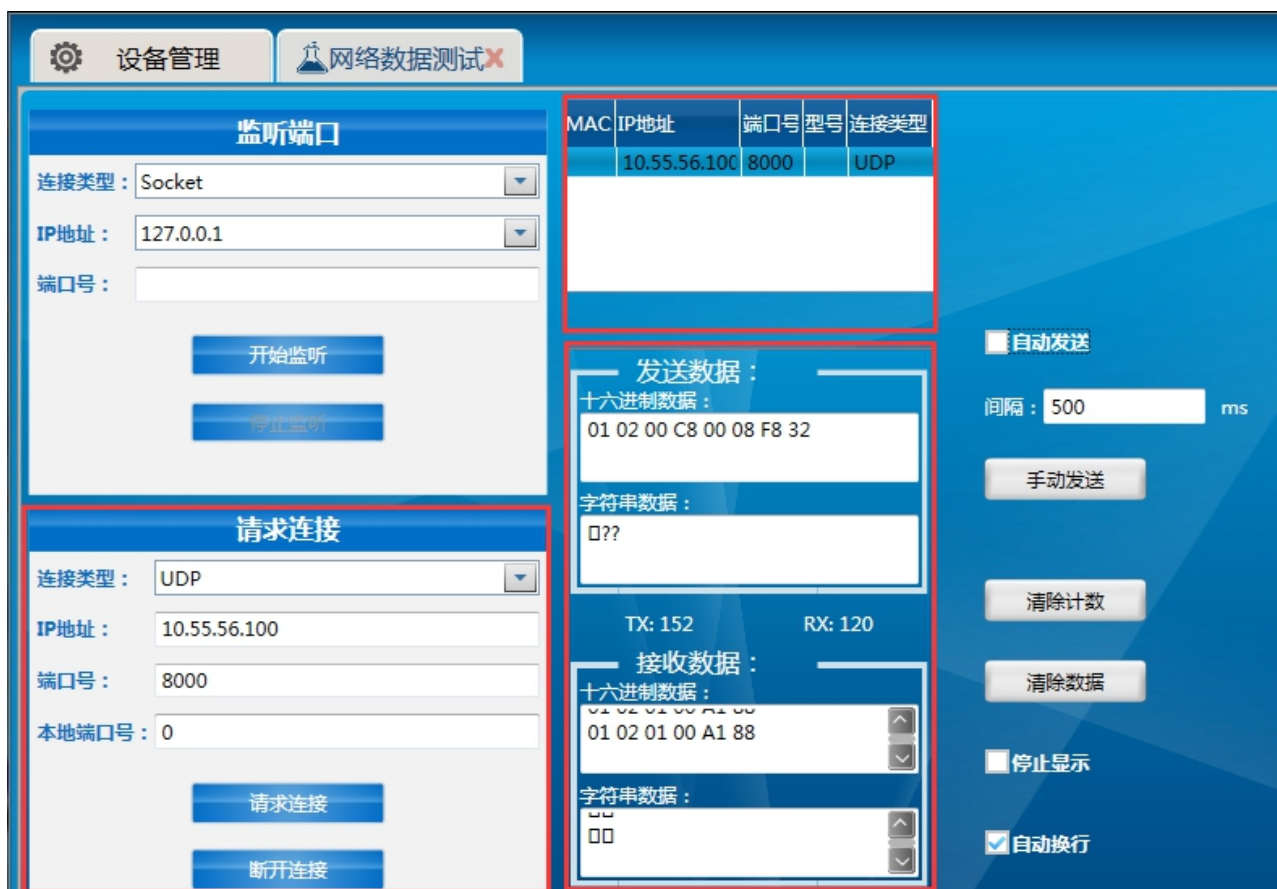 设备管理
网络数据测试
监听端口
连接类型：Socket
IP地址：127.0.0.1
端口号：
开始监听
停止监听
请求连接
连接类型：UDP
IP地址：10.55.56.100
端口号：8000
本地端口号：0
请求连接
断开连接
MAC IP地址 端口号 型号 连接类型
10.55.56.100 8000 UDP
发送数据：
十六进制数据：
01 02 00 C8 00 08 F8 32
字符串数据：
□??
TX: 152 RX: 120
接收数据：
十六进制数据：
01 02 01 00 A1 88
01 02 01 00 A1 88
字符串数据：
□□
□□
自动发送
间隔：500 ms
手动发送
清除计数
清除数据
停止显示
自动换行